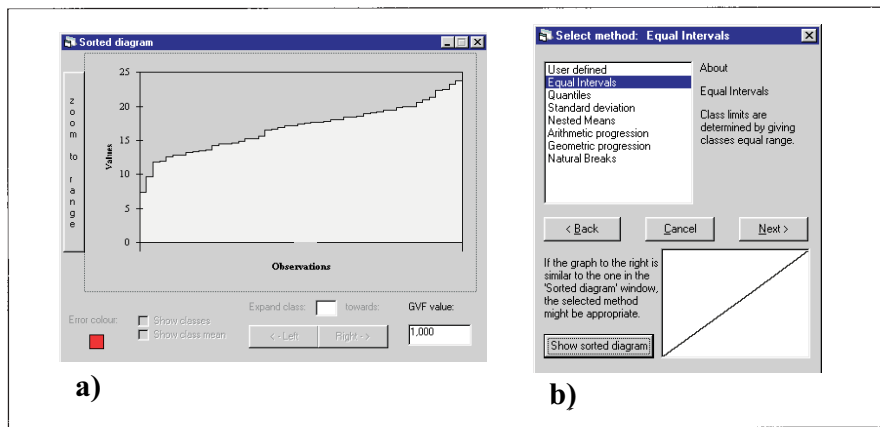 Sorted diagram
zoom to range
Values
25
20
15
10
5
0
Observations
Error colour:
Show classes
Show class mean
Expand class:
towards:
<- Left
Right ->
GVF value:
1,000
a)
Select method: Equal Intervals
User defined
Equal Intervals
Quantiles
Standard deviation
Nested Means
Arithmetic progression
Geometric progression
Natural Breaks
About
Equal Intervals
Class limits are
determined by giving
classes equal range.
< Back
Cancel
Next >
If the graph to the right is
similar to the one in the
'Sorted diagram' window,
the selected method
might be appropriate.
Show sorted diagram
b)